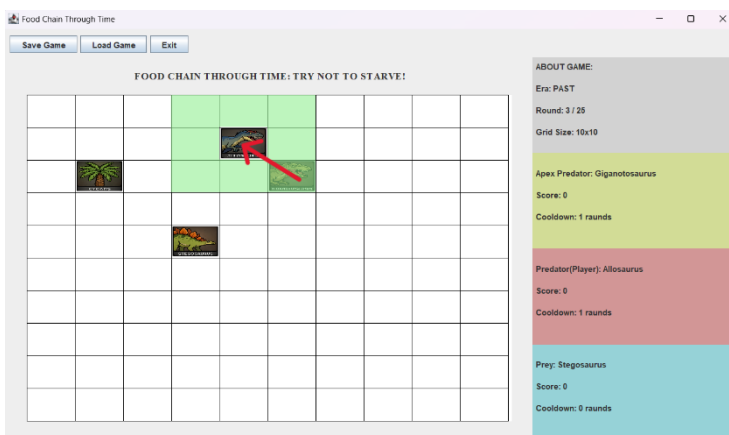 Food Chain Through Time
Save Game Load Game Exit
FOOD CHAIN THROUGH TIME: TRY NOT TO STARVE!
ABOUT GAME:
Era: PAST
Round: 3 / 25
Grid Size: 10x10
Apex Predator: Giganotosaurus
Score: 0
Cooldown: 1 raunds
Predator(Player): Allosaurus
Score: 0
Cooldown: 1 raunds
Prey: Stegosaurus
Score: 0
Cooldown: 0 raunds
STEGOSAURUS